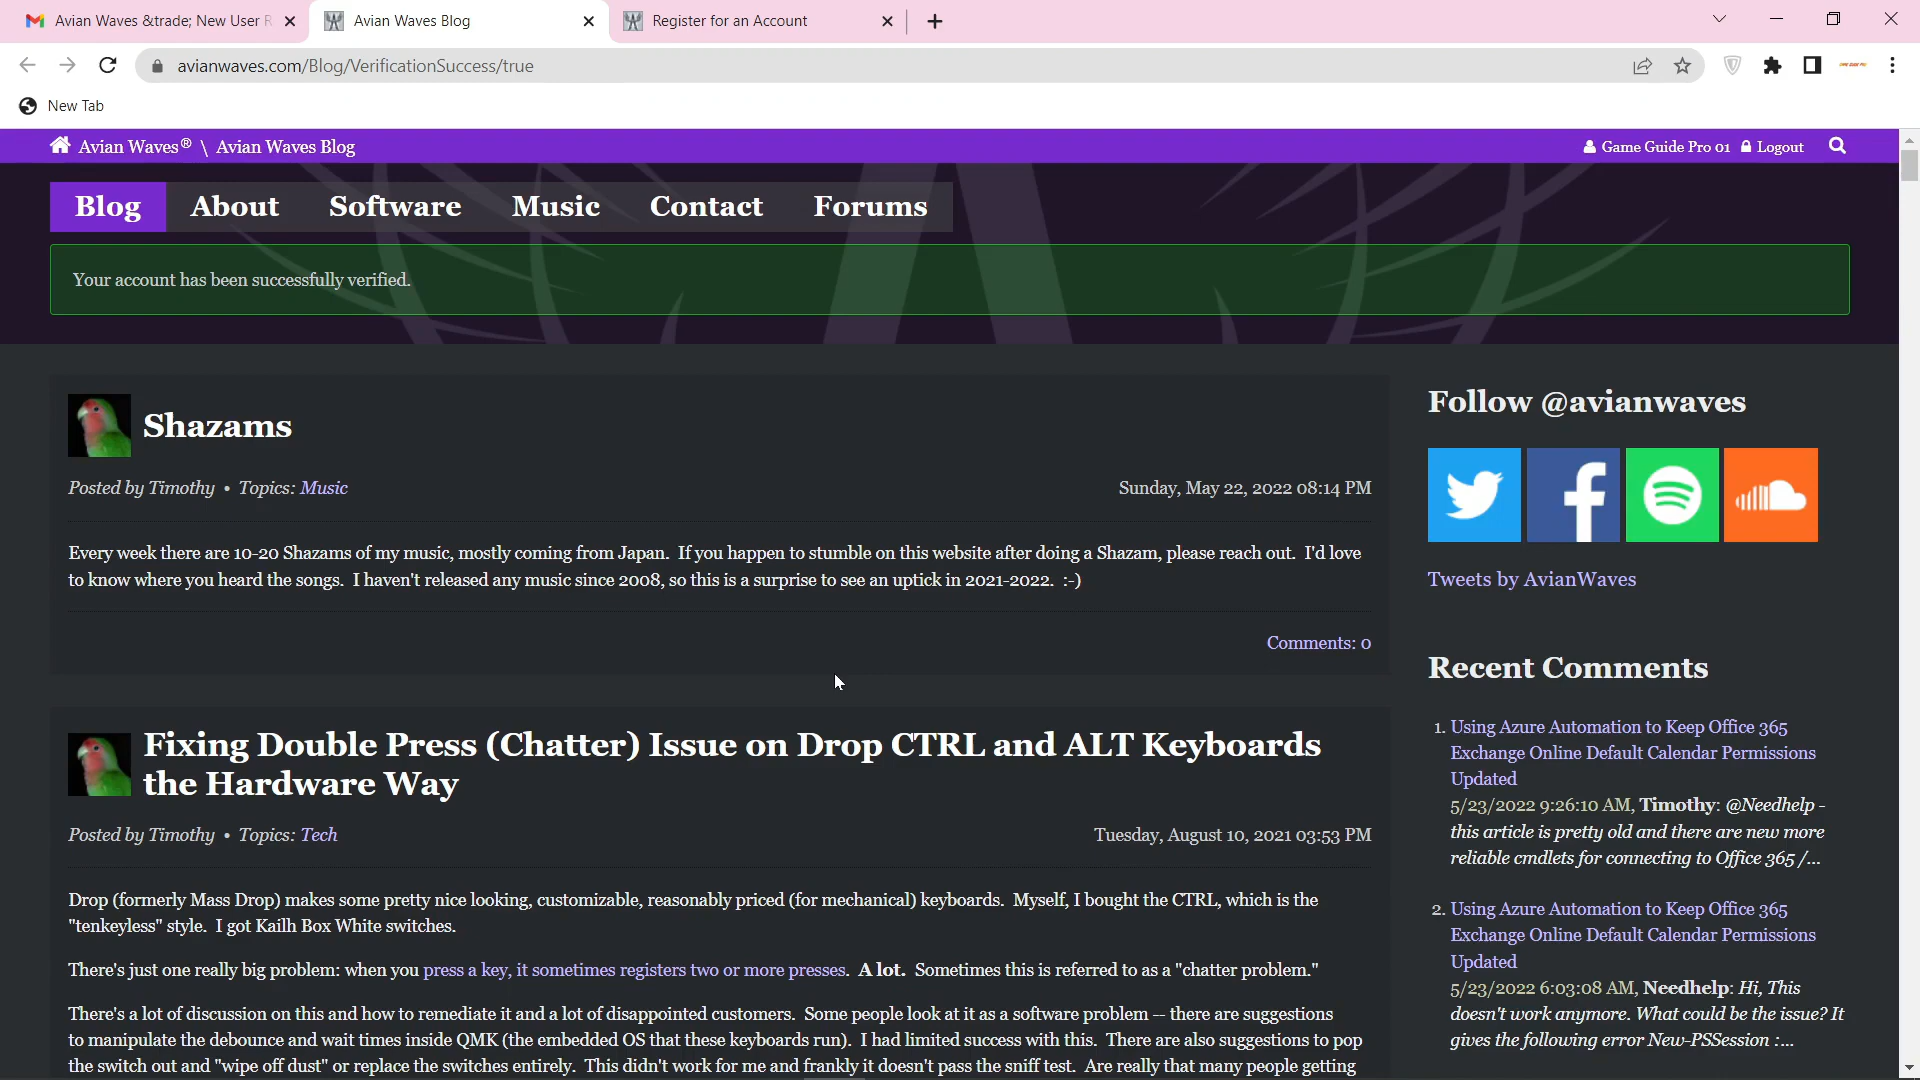 Avian Waves &trade; New User R
Avian Waves Blog
Register for an Account
avianwaves.com/Blog/VerificationSuccess/true
New Tab
Avian Waves® \ Avian Waves Blog
Game Guide Pro 01 Logout
Blog About Software Music Contact Forums
Your account has been successfully verified.
Shazams
Posted by Timothy • Topics: Music
Sunday, May 22, 2022 08:14 PM
Every week there are 10-20 Shazams of my music, mostly coming from Japan. If you happen to stumble on this website after doing a Shazam, please reach out. I'd love
to know where you heard the songs. I haven't released any music since 2008, so this is a surprise to see an uptick in 2021-2022. :-)
Comments: 0
Fixing Double Press (Chatter) Issue on Drop CTRL and ALT Keyboards
the Hardware Way
Posted by Timothy • Topics: Tech
Tuesday, August 10, 2021 03:53 PM
Drop (formerly Mass Drop) makes some pretty nice looking, customizable, reasonably priced (for mechanical) keyboards. Myself, I bought the CTRL, which is the
"tenkeyless" style. I got Kailh Box White switches.
There's just one really big problem: when you press a key, it sometimes registers two or more presses. A lot. Sometimes this is referred to as a "chatter problem."
There's a lot of discussion on this and how to remediate it and a lot of disappointed customers. Some people look at it as a software problem -- there are suggestions
to manipulate the debounce and wait times inside QMK (the embedded OS that these keyboards run). I had limited success with this. There are also suggestions to pop
the switch out and "wipe off dust" or replace the switches entirely. This didn't work for me and frankly it doesn't pass the sniff test. Are really that many people getting
Follow @avianwaves
Tweets by AvianWaves
Recent Comments
1. Using Azure Automation to Keep Office 365
Exchange Online Default Calendar Permissions
Updated
5/23/2022 9:26:10 AM, Timothy: @Needhelp -
this article is pretty old and there are new more
reliable cmdlets for connecting to Office 365 /...
2. Using Azure Automation to Keep Office 365
Exchange Online Default Calendar Permissions
Updated
5/23/2022 6:03:08 AM, Needhelp: Hi, This
doesn't work anymore. What could be the issue? It
gives the following error New-PSSession :...